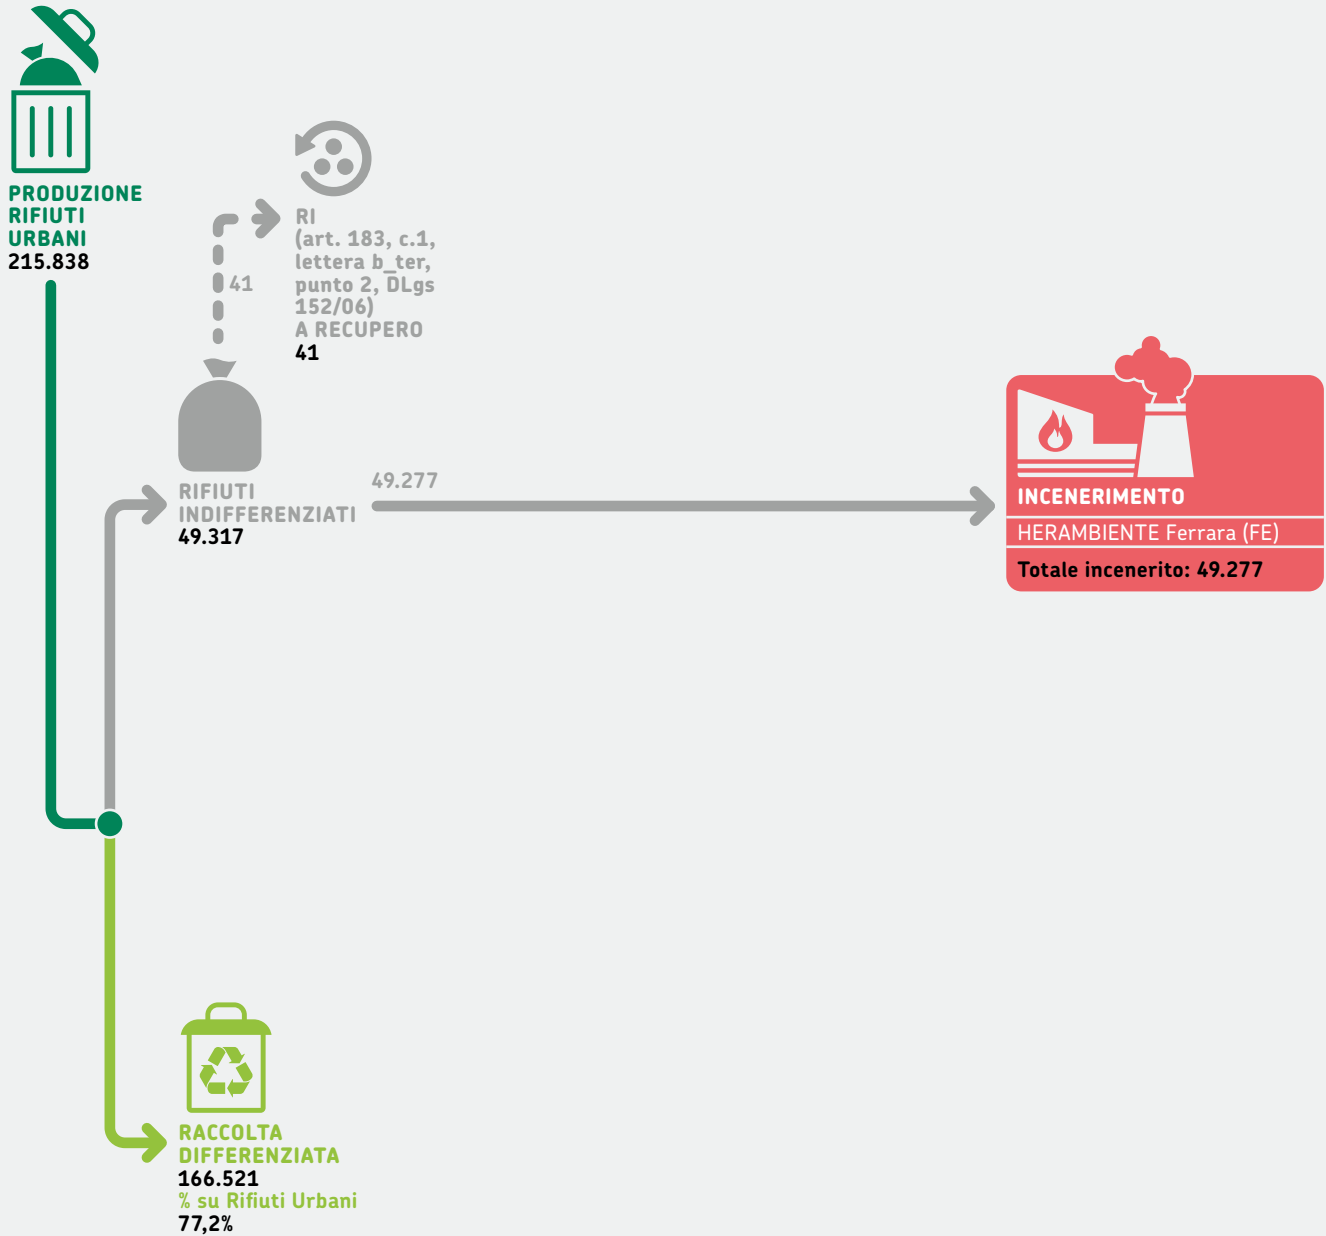 PRODUZIONE
RIFIUTI
URBANI
215.838
RI
(art. 183, c.1,
lettera b_ter,
punto 2, DLgs
152/06)
A RECUPERO
41
41
RIFIUTI
INDIFFERENZIATI
49.317
49.277
INCENERIMENTO
HERAMBIENTE Ferrara (FE)
Totale incenerito: 49.277
RACCOLTA
DIFFERENZIATA
166.521
% su Rifiuti Urbani
77,2%